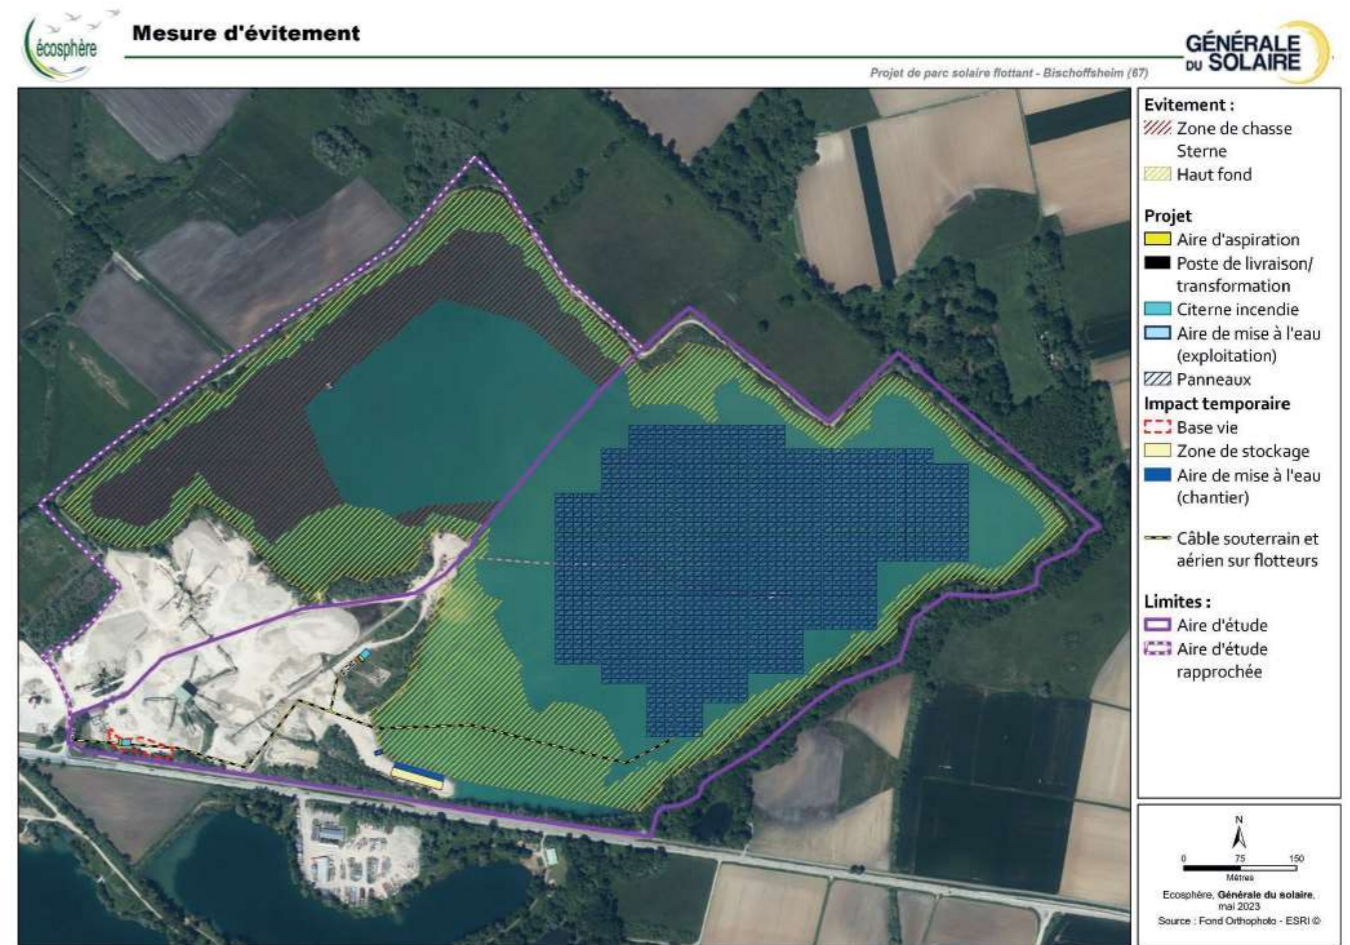 écosphère
Mesure d'évitement
GÉNÉRALE
DU SOLAIRE
Projet de parc solaire flottant - Bischoffsheim (67)
Evitement :
Zone de chasse
Sterne
Haut fond
Projet
Aire d'aspiration
Poste de livraison/
transformation
Citerne incendie
Aire de mise à l'eau
(exploitation)
Panneaux
Impact temporaire
Base vie
Zone de stockage
Aire de mise à l'eau
(chantier)
Câble souterrain et
aérien sur flotteurs
Limites :
Aire d'étude
Aire d'étude
rapprochée
N
0 75 150
Mètres
Ecosphère, Générale du solaire,
mai 2023
Source : Fond Orthophoto - ESRI ©